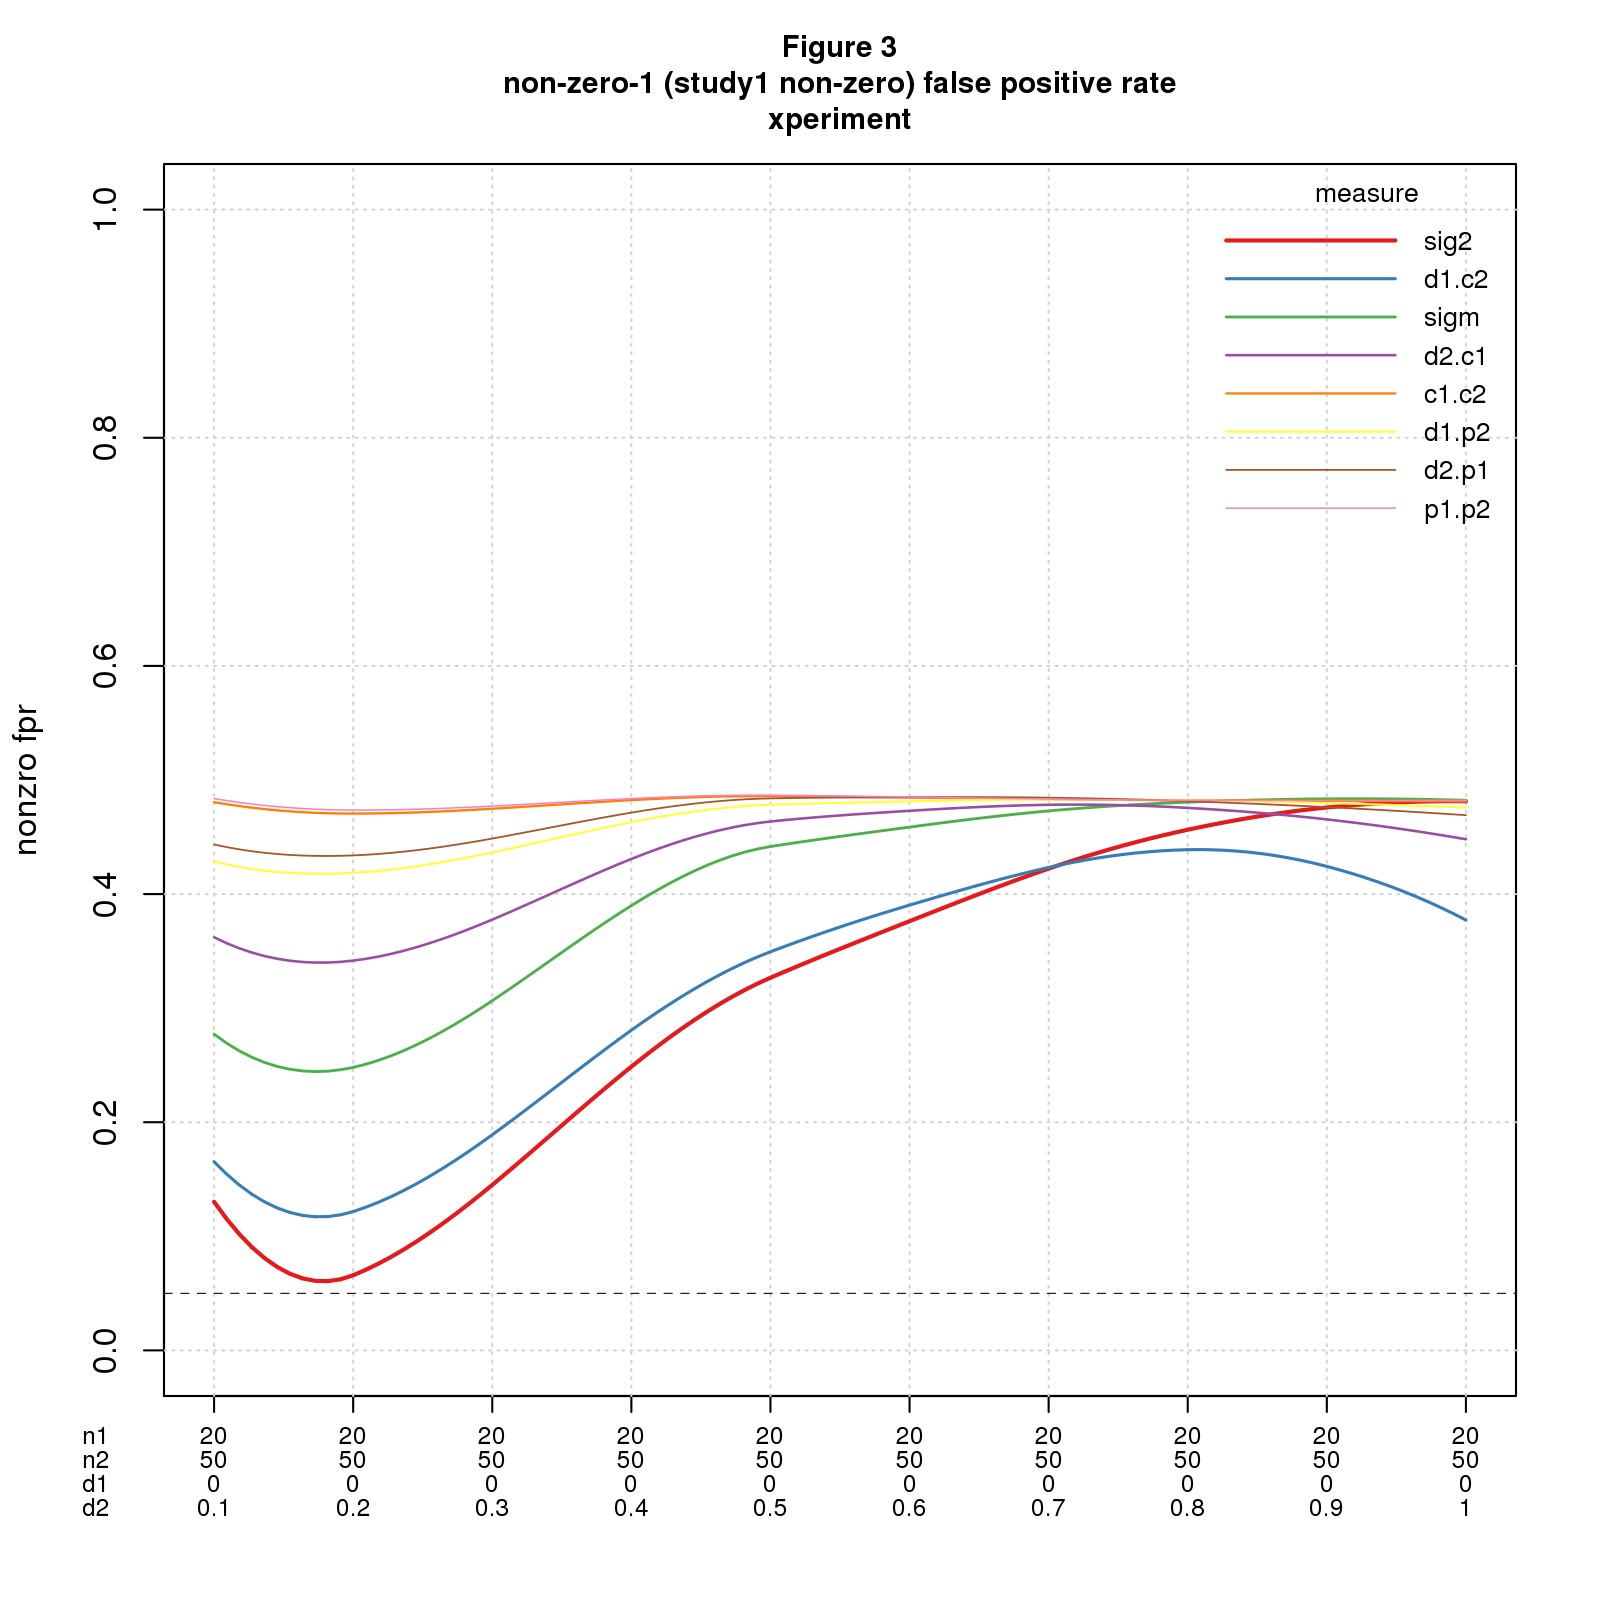 Figure 3
non-zero-1 (study1 non-zero) false positive rate
xperiment
measure
sig2
d1.c2
sigm
d2.c1
c1.c2
d1.p2
d2.p1
p1.p2
nonzro fpr
1.0
0.8
0.6
0.4
0.2
0.0
n1 20 20 20 20 20 20 20 20 20 20
n2 50 50 50 50 50 50 50 50 50 50
d1 0 0 0 0 0 0 0 0 0 0
d2 0.1 0.2 0.3 0.4 0.5 0.6 0.7 0.8 0.9 1